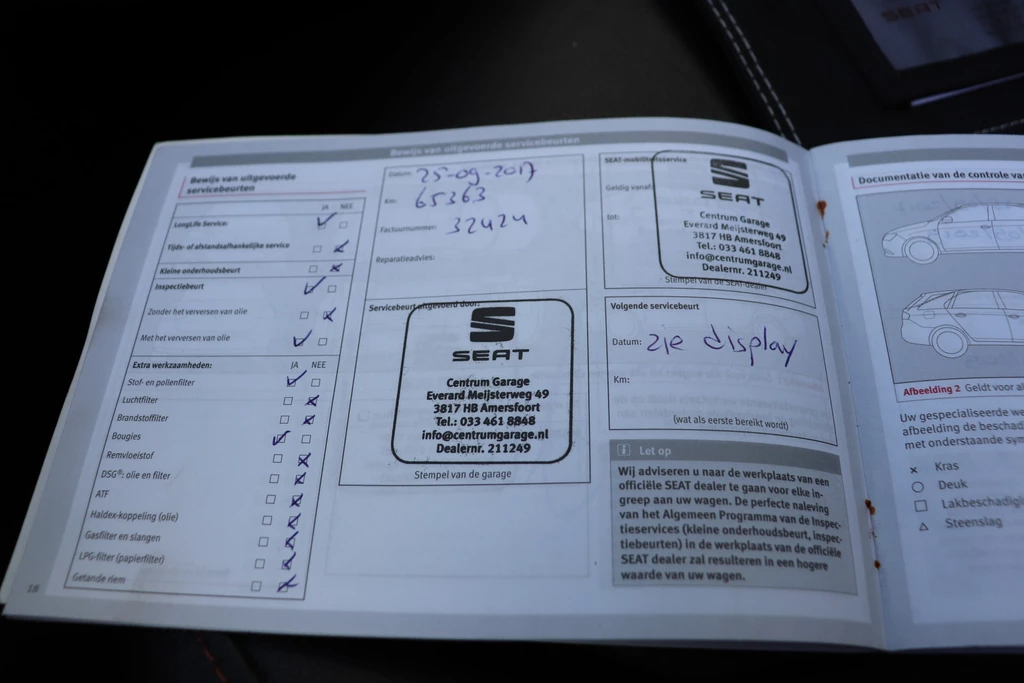 SEAT
Bewijs van uitgevoerde servicebeurten
Bewijs van uitgevoerde
servicebeurten
JA NEE
LongLife Service:
Tijds- of afstandsafhankelijke service
Kleine onderhoudsbeurt
Inspectiebeurt
Zonder het verversen van olie
Met het verversen van olie
Extra werkzaamheden: JA NEE
Stof- en pollenfilter
Luchtfilter
Brandstoffilter
Bougies
Remvloeistof
DSG®: olie en filter
ATF
Haldex-koppeling (olie)
Gasfilter en slangen
LPG-filter (papierfilter)
Getande riem
18
Datum: 25-09-2017
Km: 65363
Factuurnummer: 32424
Reparatieadvies:
Servicebeurt uitgevoerd door:
SEAT
Centrum Garage
Everard Meijsterweg 49
3817 HB Amersfoort
Tel.: 033 461 8848
info@centrumgarage.nl
Dealernr. 211249
Stempel van de garage
SEAT-mobiliteitsservice
Geldig vanaf:
tot:
SEAT
Centrum Garage
Everard Meijsterweg 49
3817 HB Amersfoort
Tel.: 033 461 8848
info@centrumgarage.nl
Dealernr. 211249
Stempel van de SEAT-dealer
Volgende servicebeurt
Datum: zie display
Km:
(wat als eerste bereikt wordt)
Let op
Wij adviseren u naar de werkplaats van een
officiële SEAT dealer te gaan voor elke in-
greep aan uw wagen. De perfecte naleving
van het Algemeen Programma van de Inspec-
tieservices (kleine onderhoudsbeurt, inspec-
tiebeurten) in de werkplaats van de officiële
SEAT dealer zal resulteren in een hogere
waarde van uw wagen.
Documentatie van de controle
Afbeelding 2 Geldt voor
Uw gespecialiseerde
afbeelding de
met onderstaande
Kras
Deuk
Steenslag